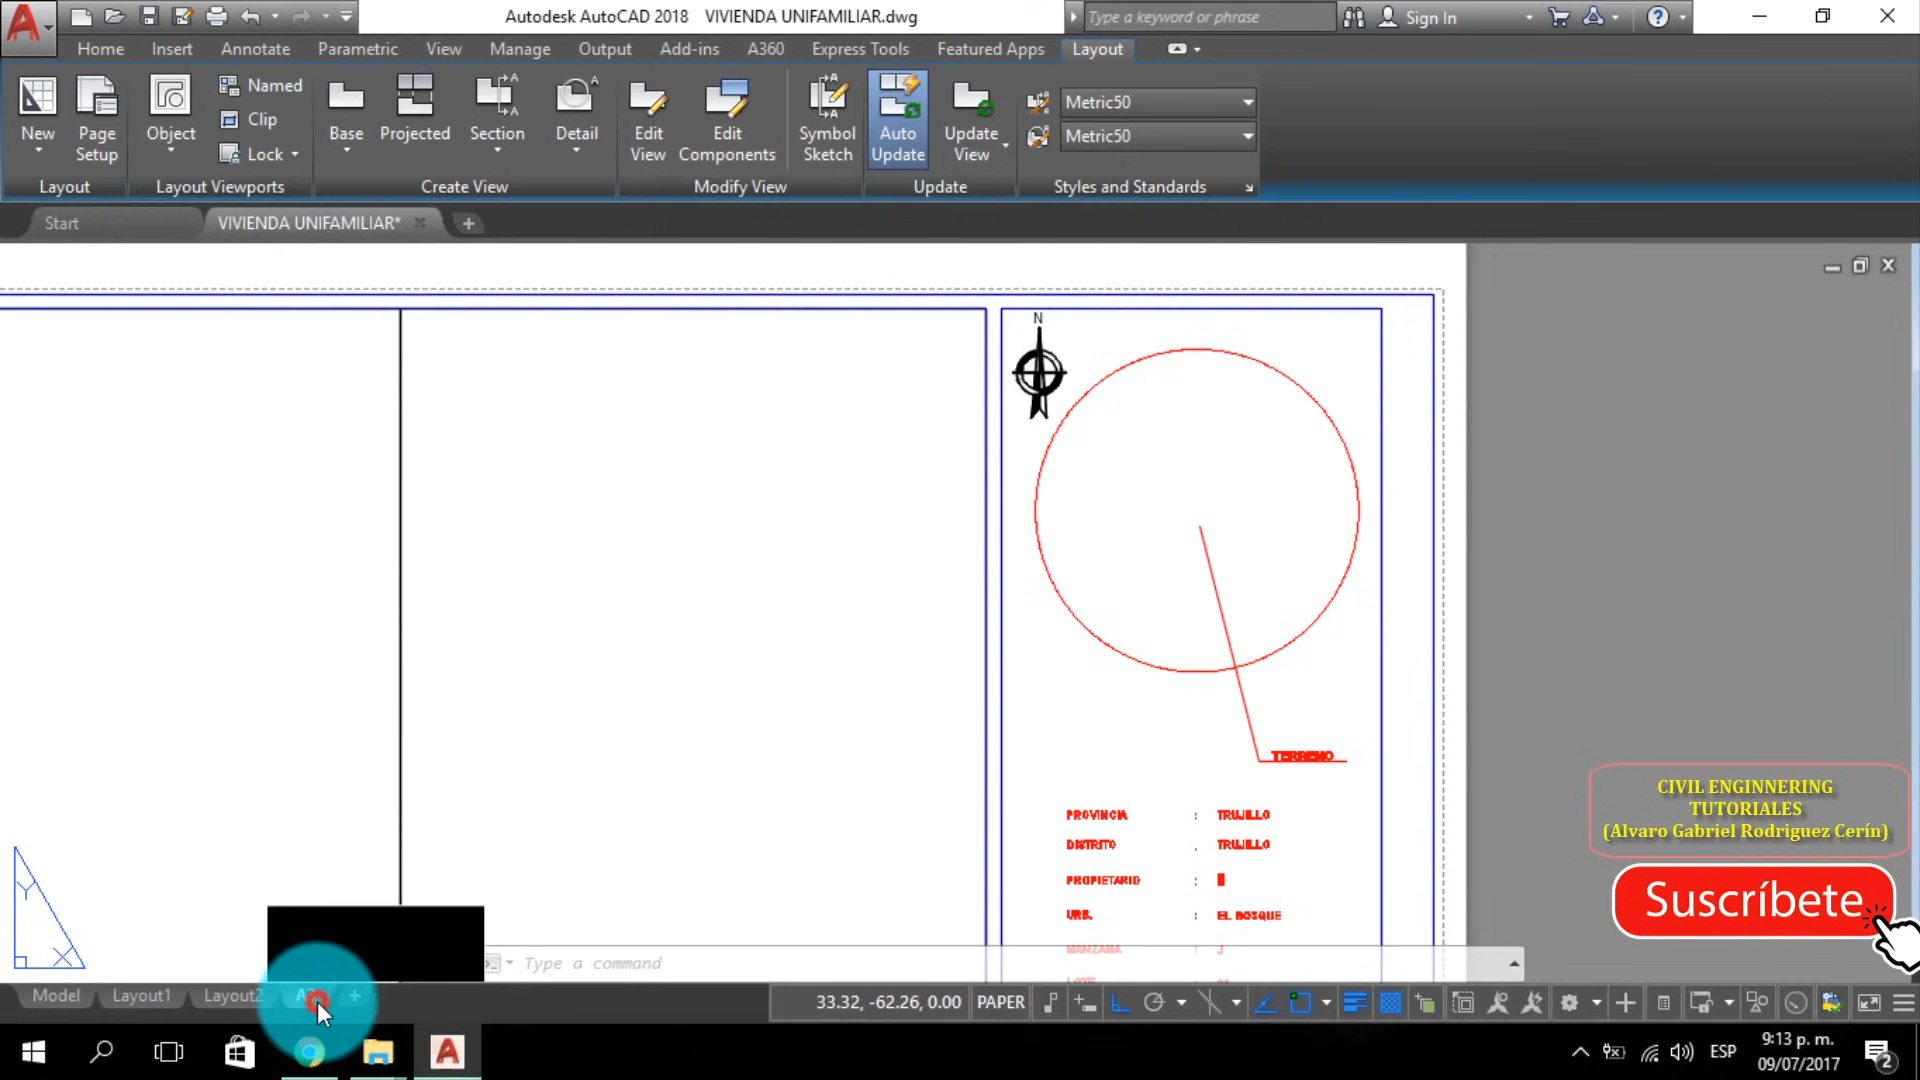 Autodesk AutoCAD 2018 VIVIENDA UNIFAMILIAR.dwg
Type a keyword or phrase
Sign In
Home Insert Annotate Parametric View Manage Output Add-ins A360 Express Tools Featured Apps Layout
New
Page Setup
Object
Named
Clip
Lock
Base
Projected
Section
Detail
Edit View
Edit Components
Symbol Sketch
Auto Update
Update View
Metric50
Metric50
Layout
Layout Viewports
Create View
Modify View
Update
Styles and Standards
Start
VIVIENDA UNIFAMILIAR*
N
TERRENO
PROVINCIA : TRUJILLO
DISTRITO : TRUJILLO
PROPIETARIO :
URB. : EL BOSQUE
MANZANA J
Y
X
CIVIL ENGINNERING
TUTORIALES
(Alvaro Gabriel Rodriguez Cerín)
Suscríbete
Type a command
Model Layout1 Layout2
33.32, -62.26, 0.00 PAPER
ESP
9:13 p. m.
09/07/2017
2